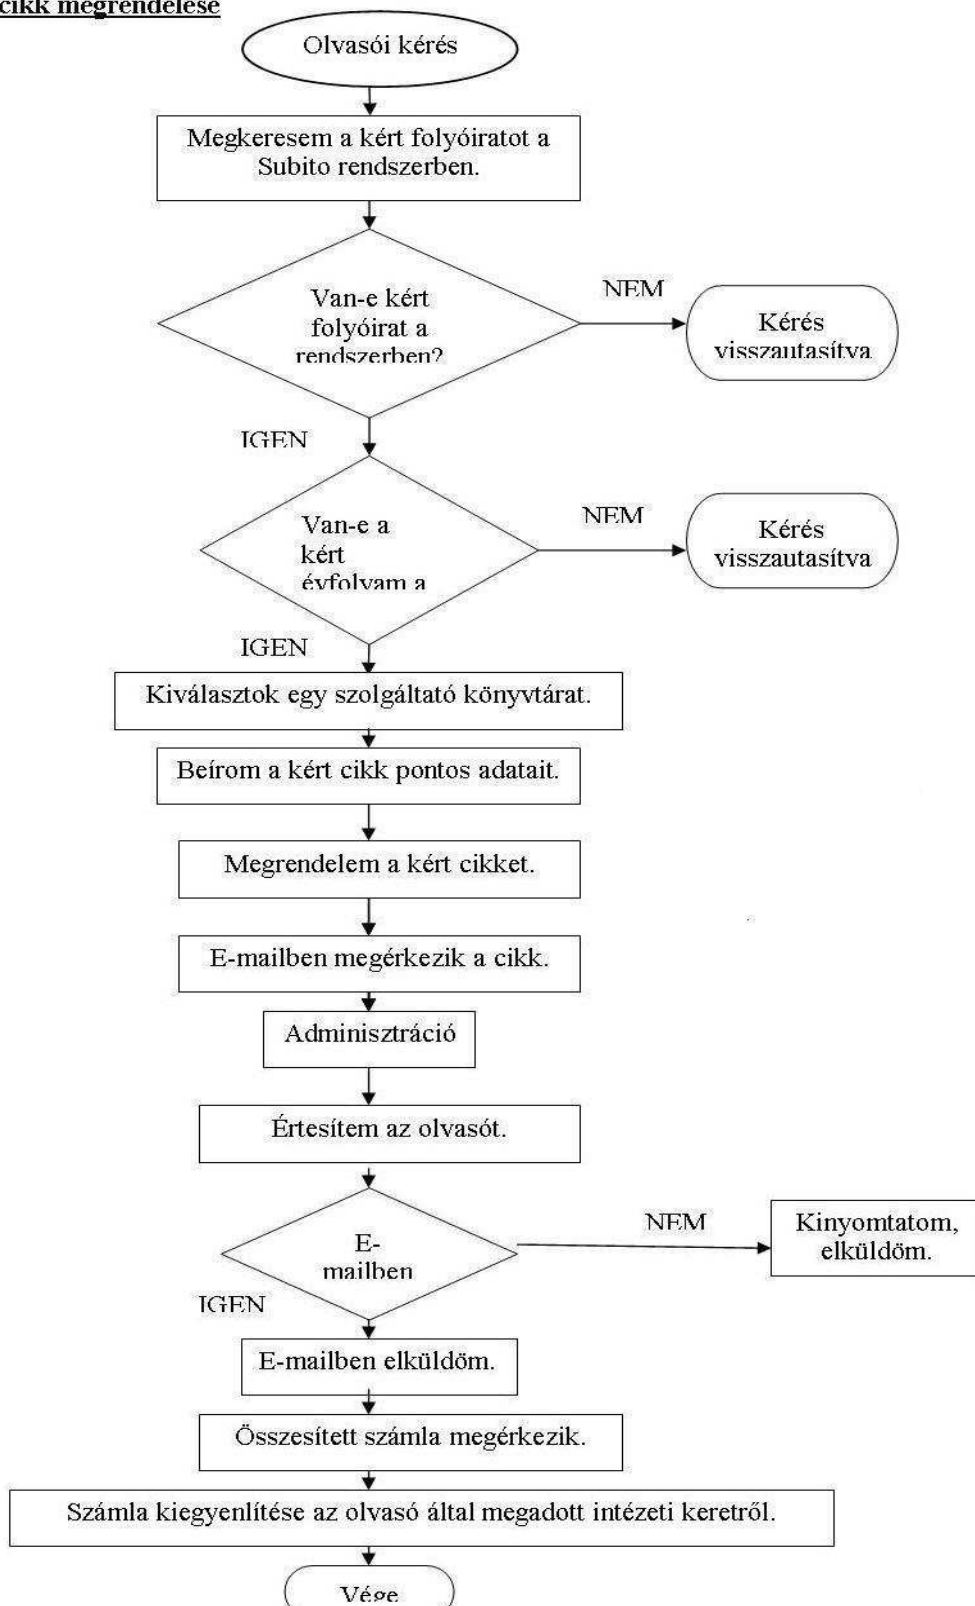 cikk megrendelése
Olvasói kérés
Megkeresem a kért folyóiratot a
Subito rendszerben.
Van-e kért
folyóirat a
rendszerben?
NEM
Kérés
visszautasítva
IGEN
Van-e a
kért
évfolyam a
NEM
Kérés
visszautasítva
IGEN
Kiválasztok egy szolgáltató könyvtárat.
Beírom a kért cikk pontos adatait.
Megrendelem a kért cikket.
E-mailben megérkezik a cikk.
Adminisztráció
Értesítem az olvasót.
E-
mailben
NEM
Kinyomtatom,
elküldöm.
IGEN
E-mailben elküldöm.
Összesített számla megérkezik.
Számla kiegyenlítése az olvasó által megadott intézeti keretről.
Vége